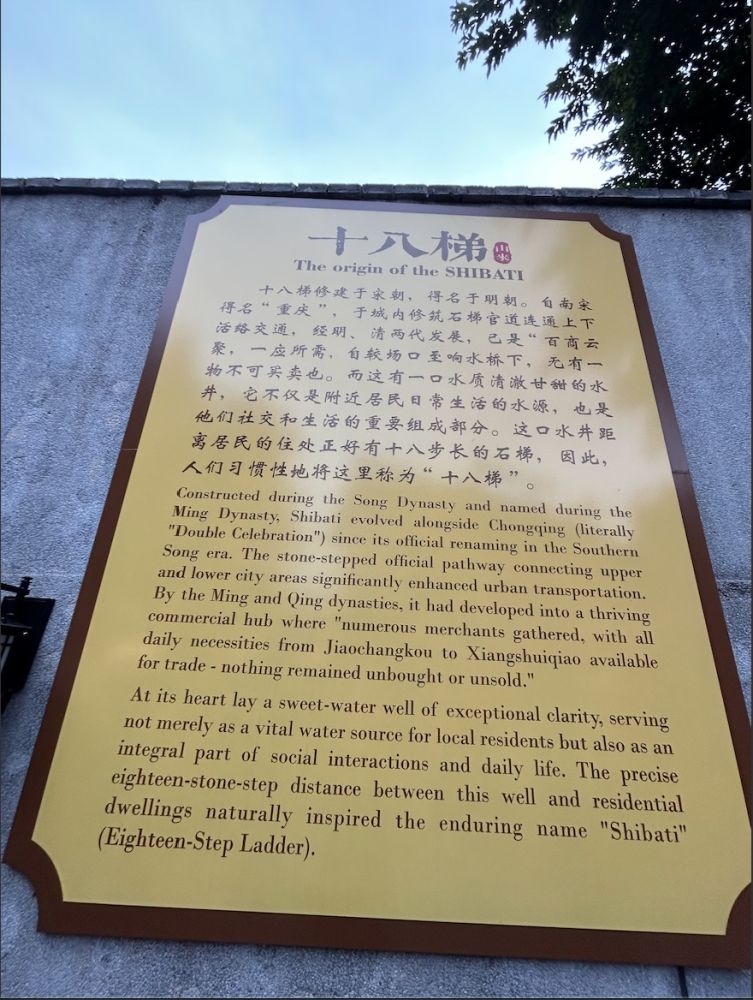 十八梯 由来
The origin of the SHIBATI
十八梯修建于宋朝，得名于明朝。自南宋
得名“重庆”，于城内修筑石梯官道连通上下
活络交通，经明、清两代发展，已是“百商云
聚，一应所需，自较场口至响水桥下，无有一
物不可买卖也。而这有一口水质清澈甘甜的水
井，它不仅是附近居民日常生活的水源，也是
他们社交和生活的重要组成部分。这口水井距
离居民的住处正好有十八步长的石梯，因此，
人们习惯性地将这里称为“十八梯”。
Constructed during the Song Dynasty and named during the
Ming Dynasty, Shibati evolved alongside Chongqing (literally
"Double Celebration") since its official renaming in the Southern
Song era. The stone-stepped official pathway connecting upper
and lower city areas significantly enhanced urban transportation.
By the Ming and Qing dynasties, it had developed into a thriving
commercial hub where "numerous merchants gathered, with all
daily necessities from Jiaochangkou to Xiangshuiqiao available
for trade - nothing remained unbought or unsold."
At its heart lay a sweet-water well of exceptional clarity, serving
not merely as a vital water source for local residents but also as an
integral part of social interactions and daily life. The precise
eighteen-stone-step distance between this well and residential
dwellings naturally inspired the enduring name "Shibati"
(Eighteen-Step Ladder).